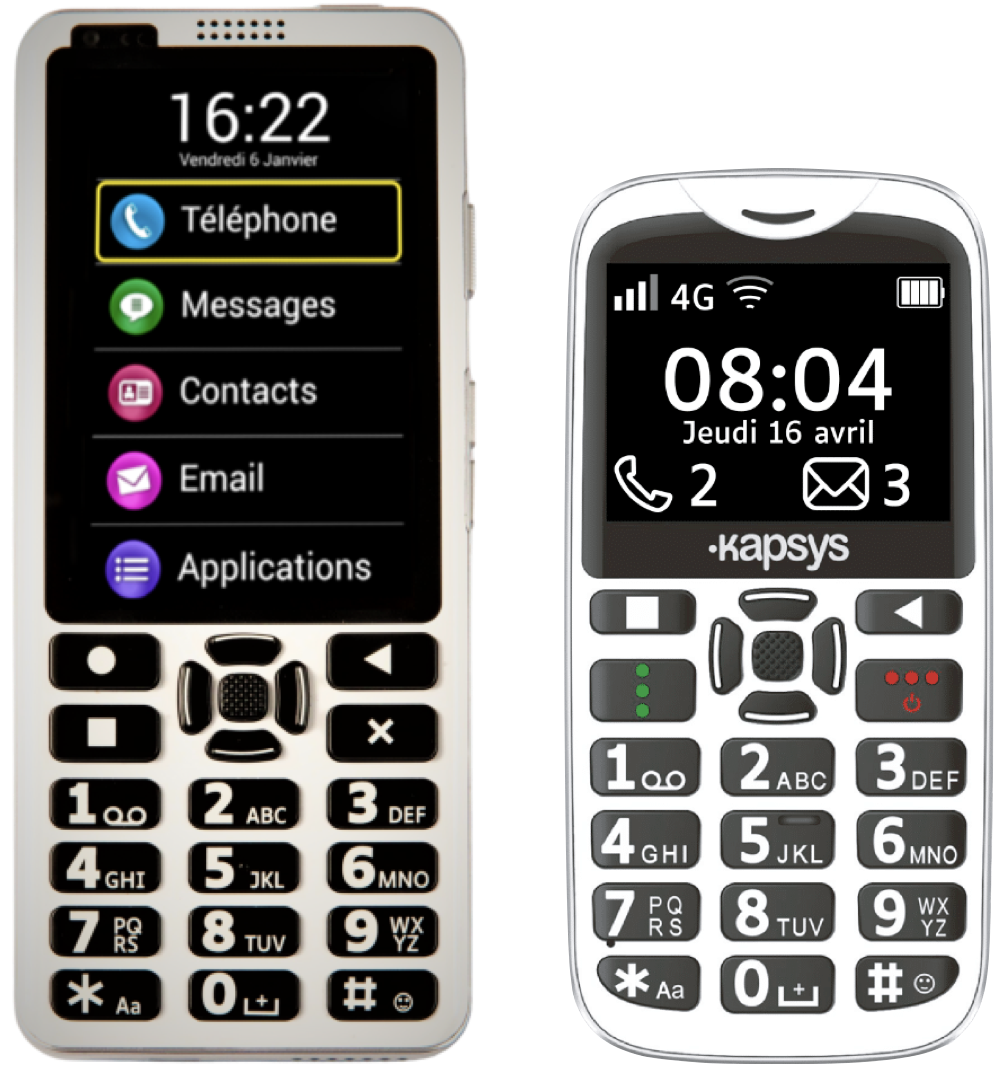 16:22
Vendredi 6 Janvier
Téléphone
Messages
Contacts
Email
Applications
1
2 ABC
3 DEF
4 GHI
5 JKL
6 MNO
7 PQ
RS
8 TUV
9 WX
YZ
* Aa
0 +
#
4G
08:04
Jeudi 16 avril
2
3
Kapsys
1
2 ABC
3 DEF
4 GHI
5 JKL
6 MNO
7 PQ
RS
8 TUV
9 WX
YZ
* Aa
0 +
#